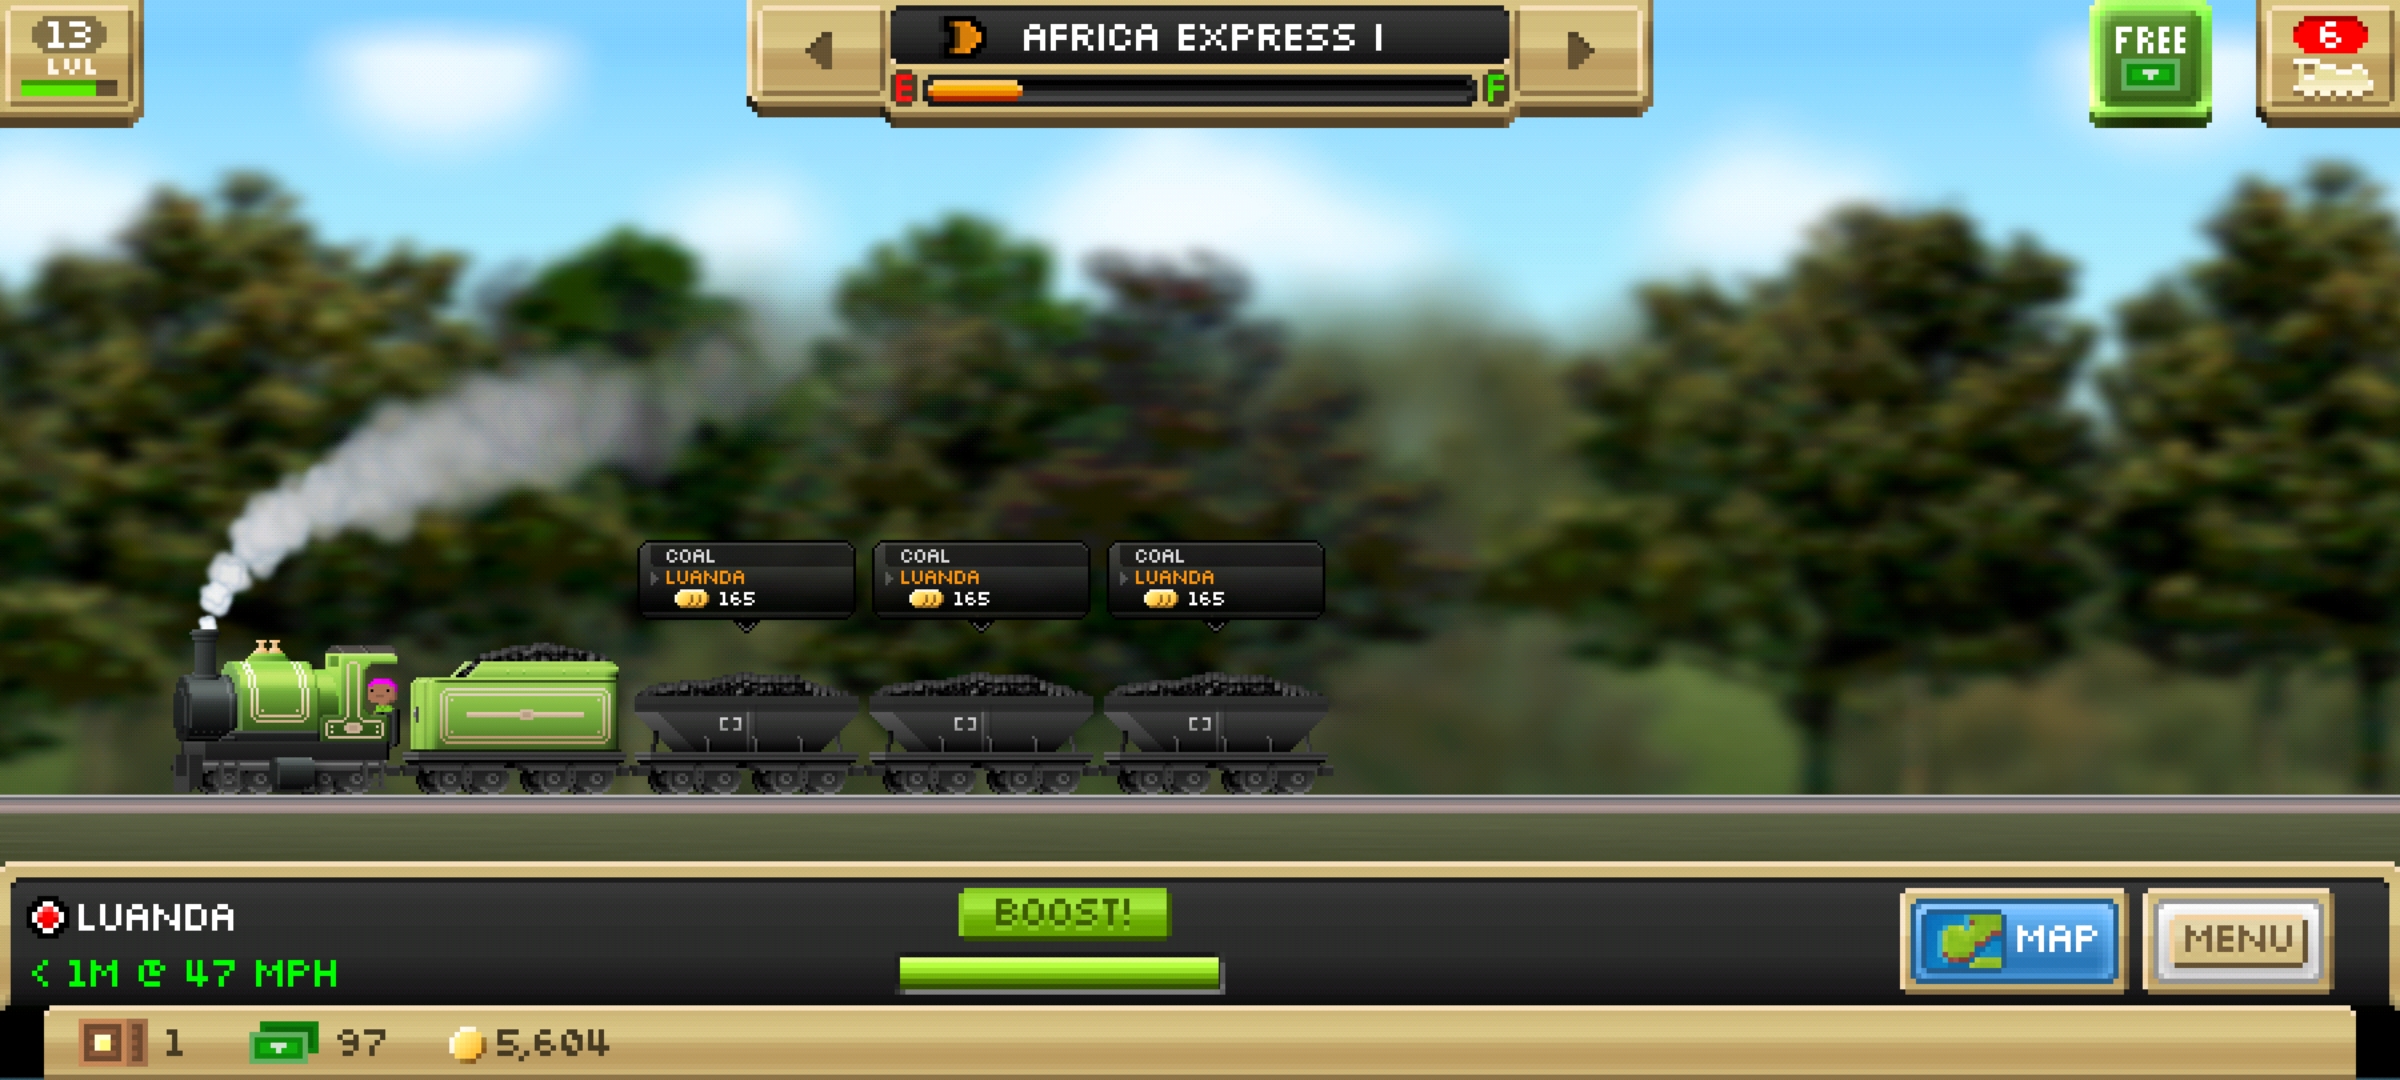 13
LVL
AFRICA EXPRESS I
E
F
FREE
6
COAL
LUANDA
165
COAL
LUANDA
165
COAL
LUANDA
165
LUANDA
< 1M @ 47 MPH
BOOST!
MAP
MENU
1
97
5,604